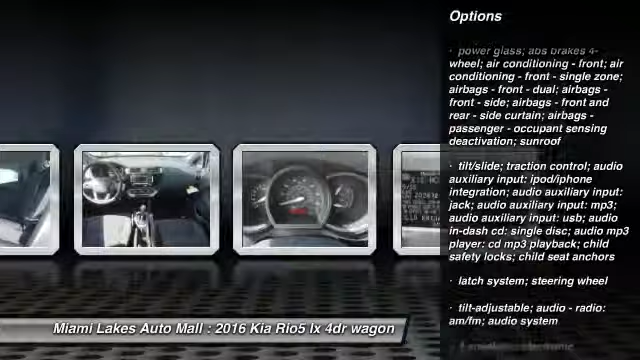 Options
· power glass; abs brakes 4-
wheel; air conditioning - front; air
conditioning - front - single zone;
airbags - front - dual; airbags -
front - side; airbags - front and
rear - side curtain; airbags -
passenger - occupant sensing
deactivation; sunroof
· tilt/slide; traction control; audio
auxiliary input: ipod/iphone
integration; audio auxiliary input:
jack; audio auxiliary input: mp3;
audio auxiliary input: usb; audio
in-dash cd: single disc; audio mp3
player: cd mp3 playback; child
safety locks; child seat anchors
· latch system; steering wheel
· tilt-adjustable; audio - radio:
am/fm; audio system
electronic
Miami Lakes Auto Mall : 2016 Kia Rio5 lx 4dr wagon